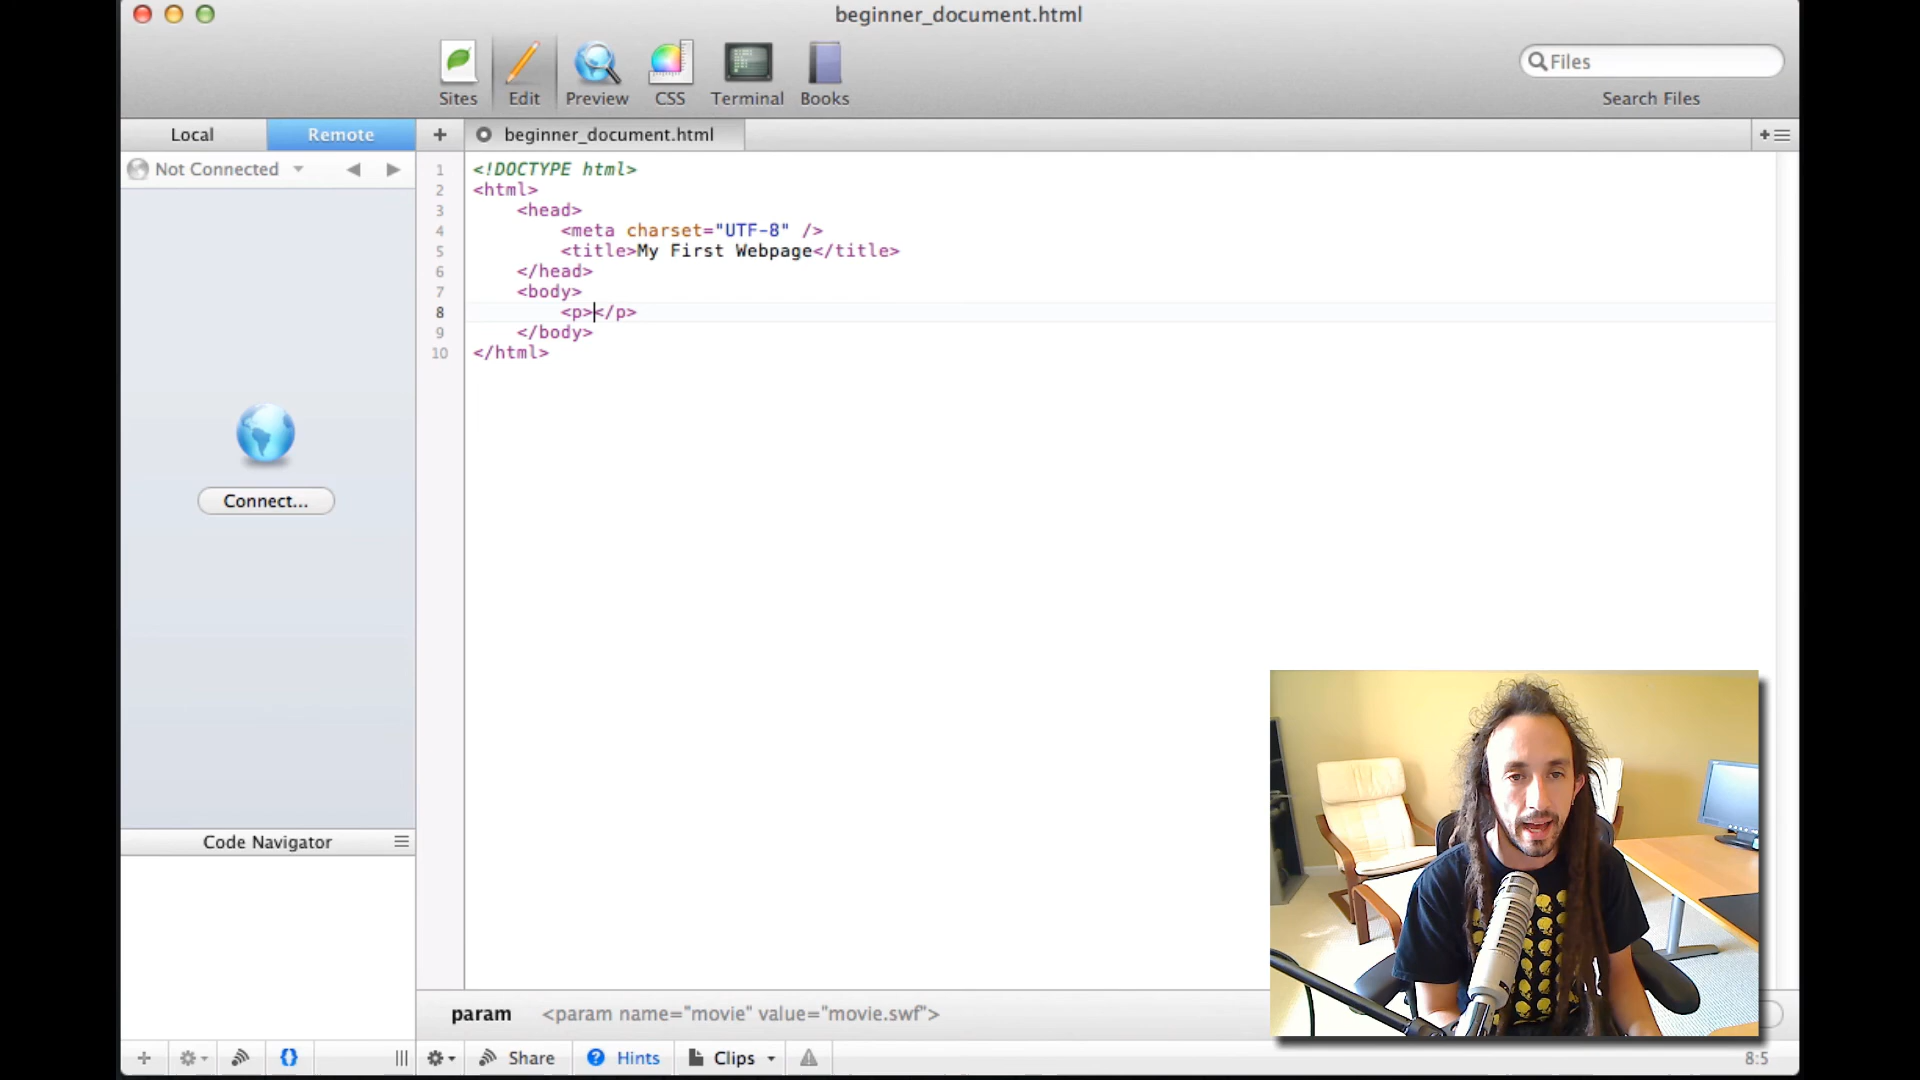 beginner_document.html
Sites
Edit
Preview
CSS
Terminal
Books
Files
Search Files
Local
Remote
+
beginner_document.html
Not Connected
1 <!DOCTYPE html>
2 <html>
3 <head>
4 <meta charset="UTF-8" />
5 <title>My First Webpage</title>
6 </head>
7 <body>
8 <p></p>
9 </body>
10 </html>
Connect...
Code Navigator
param <param name="movie" value="movie.swf">
Share
? Hints
Clips
8:5